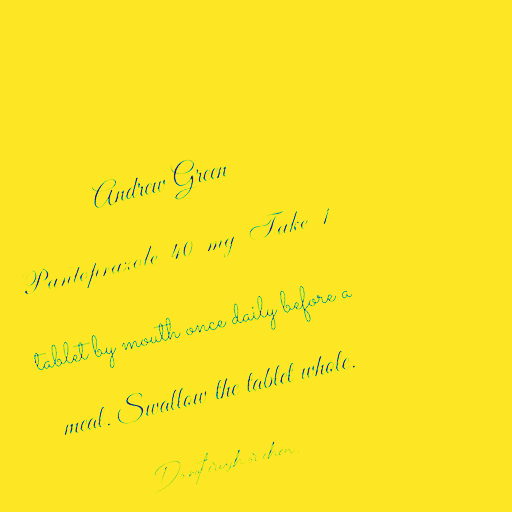 Andrew Green
Pantoprazole 40 mg Take 1
tablet by mouth once daily before a
meal. Swallow the tablet whole.
Do not crush or chew.